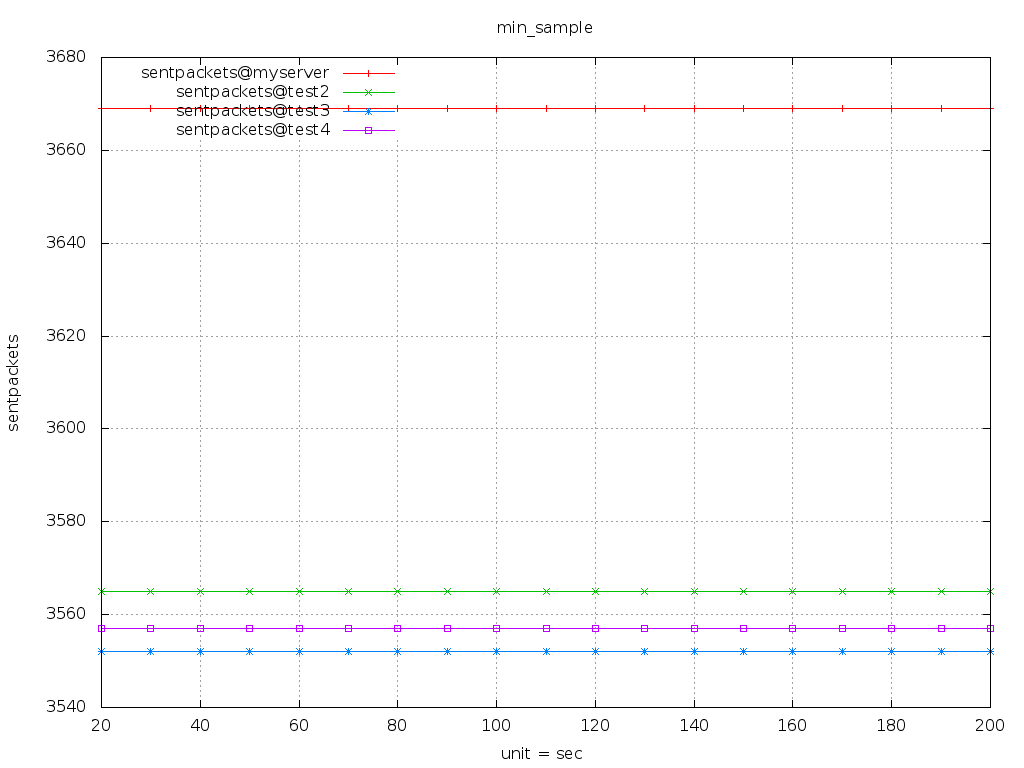 min_sample
3680
sentpackets@myserver
sentpackets@test2
sentpackets@test3
sentpackets@test4
3660
3640
3620
3600
3580
3560
3540
sentpackets
20 40 60 80 100 120 140 160 180 200
unit = sec